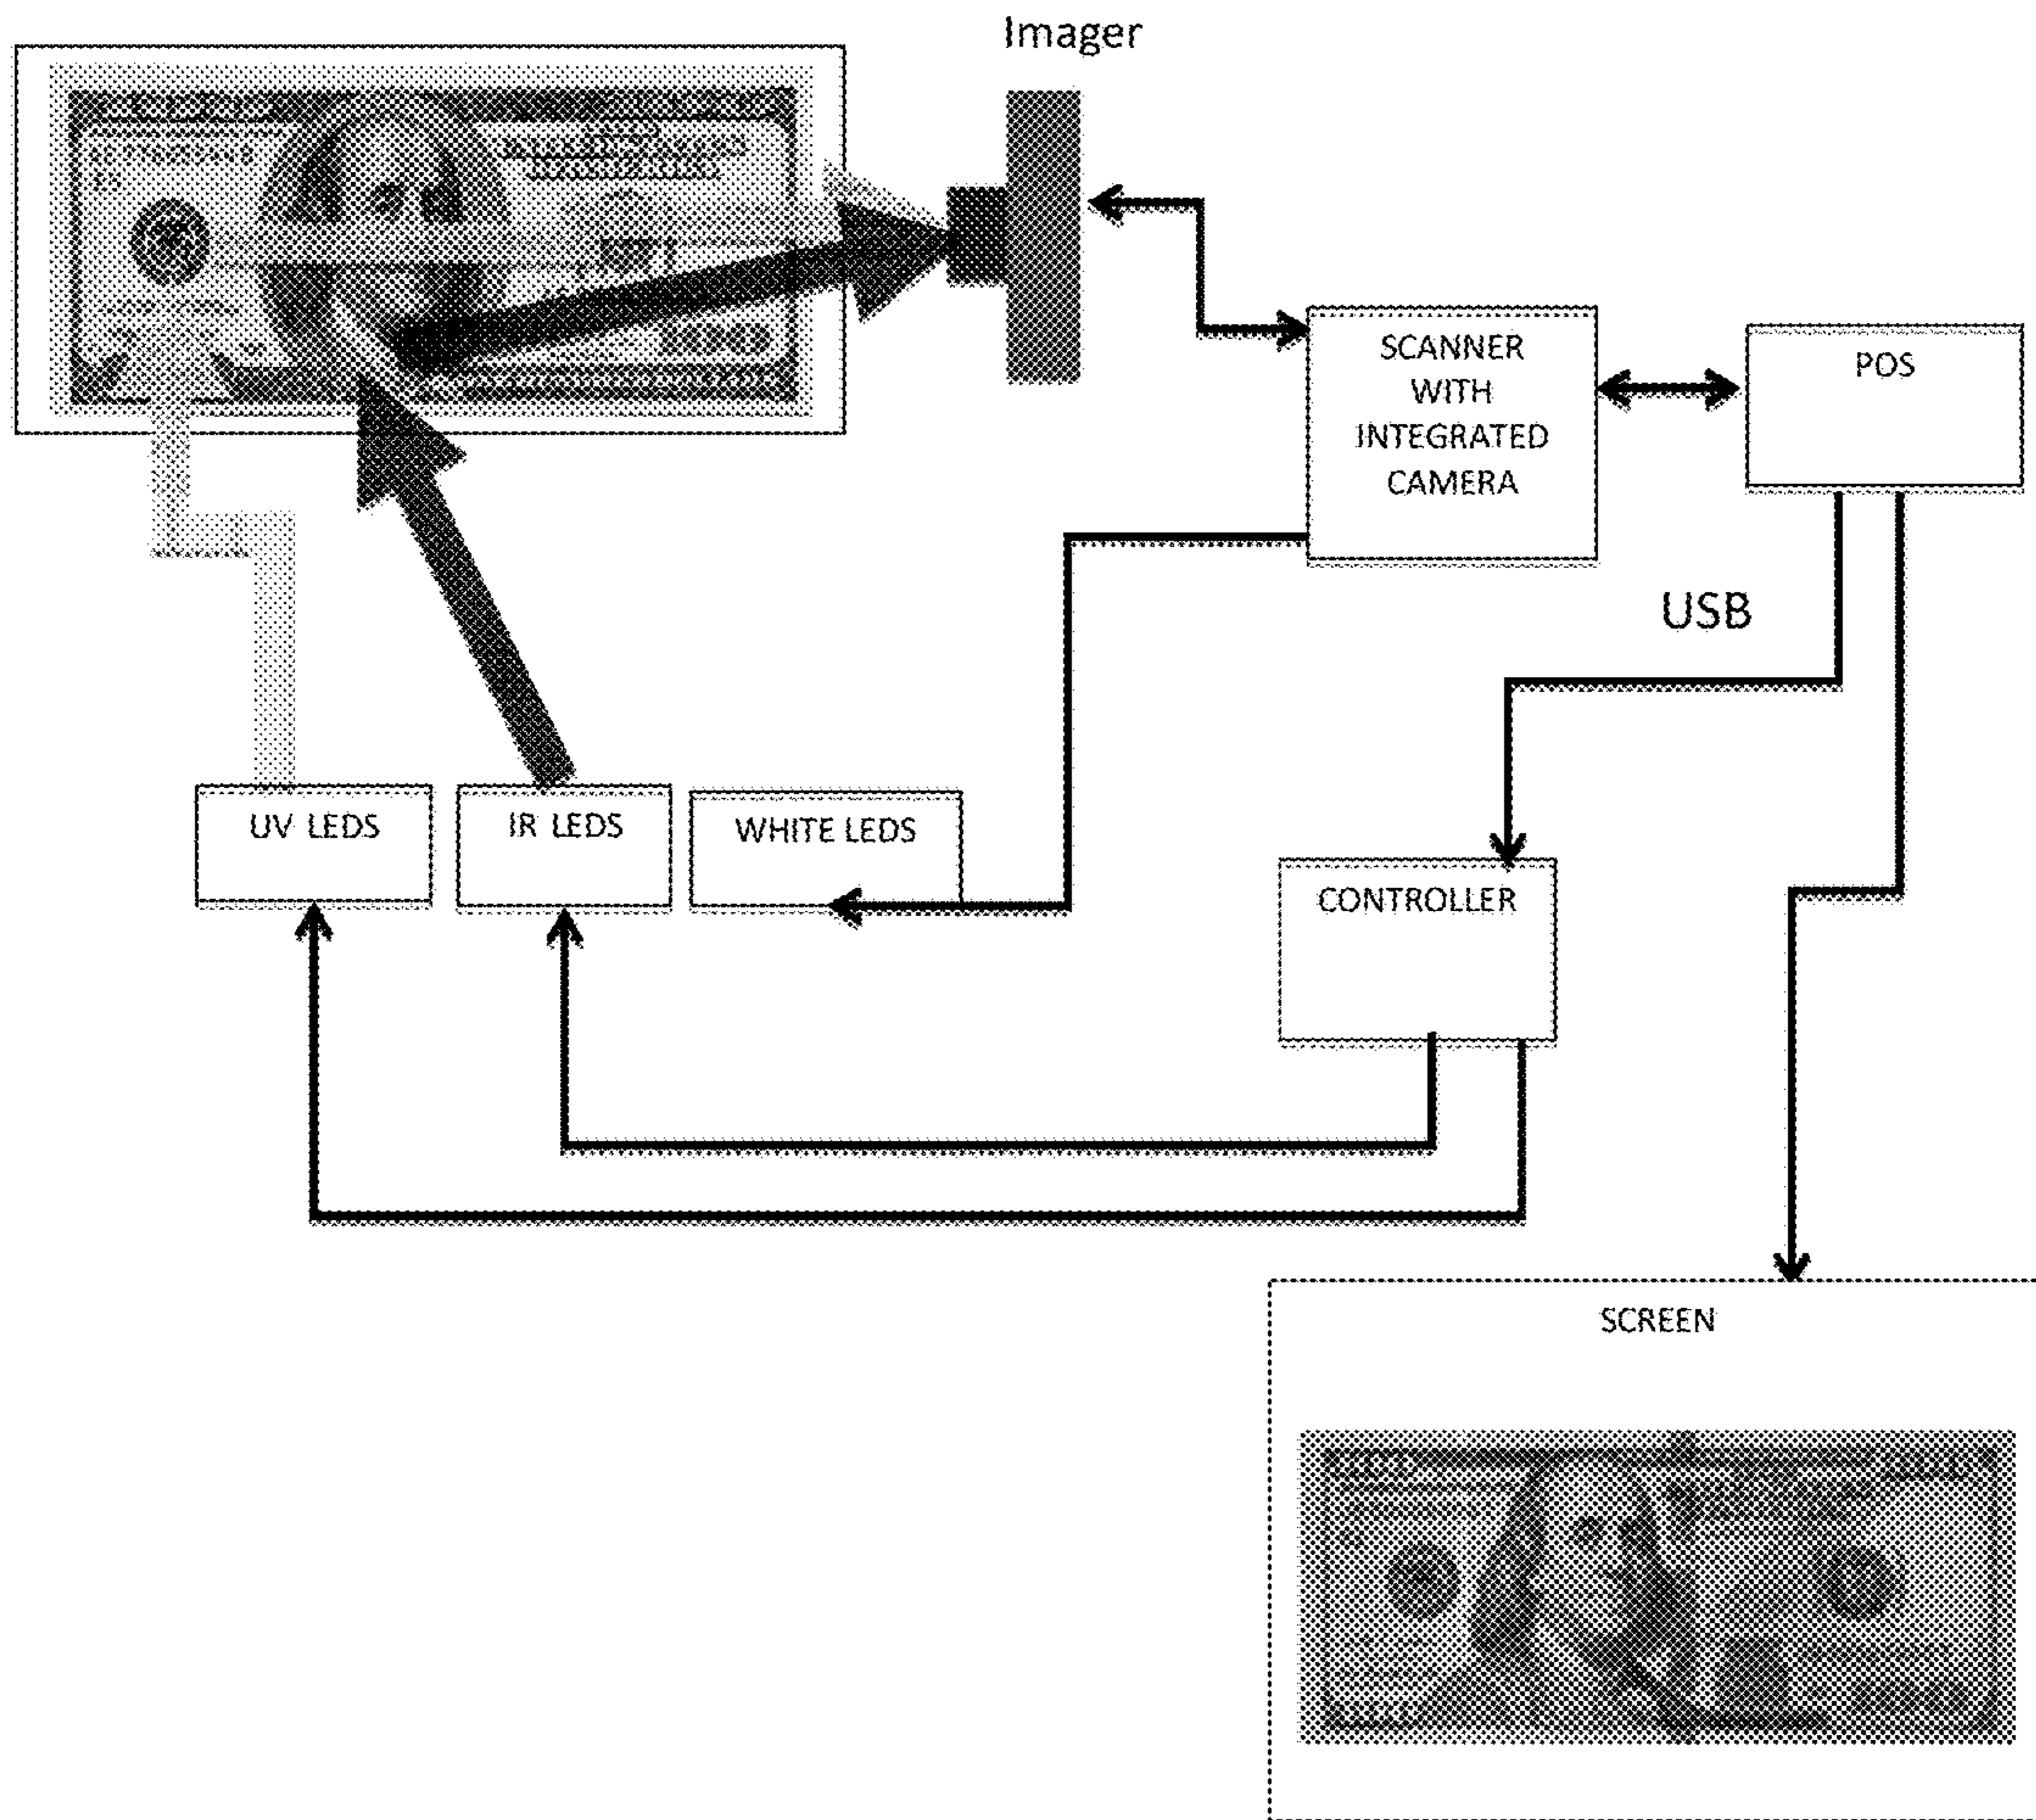 Imager
SCANNER
WITH
INTEGRATED
CAMERA
POS
USB
UV LEDS
IR LEDS
WHITE LEDS
CONTROLLER
SCREEN